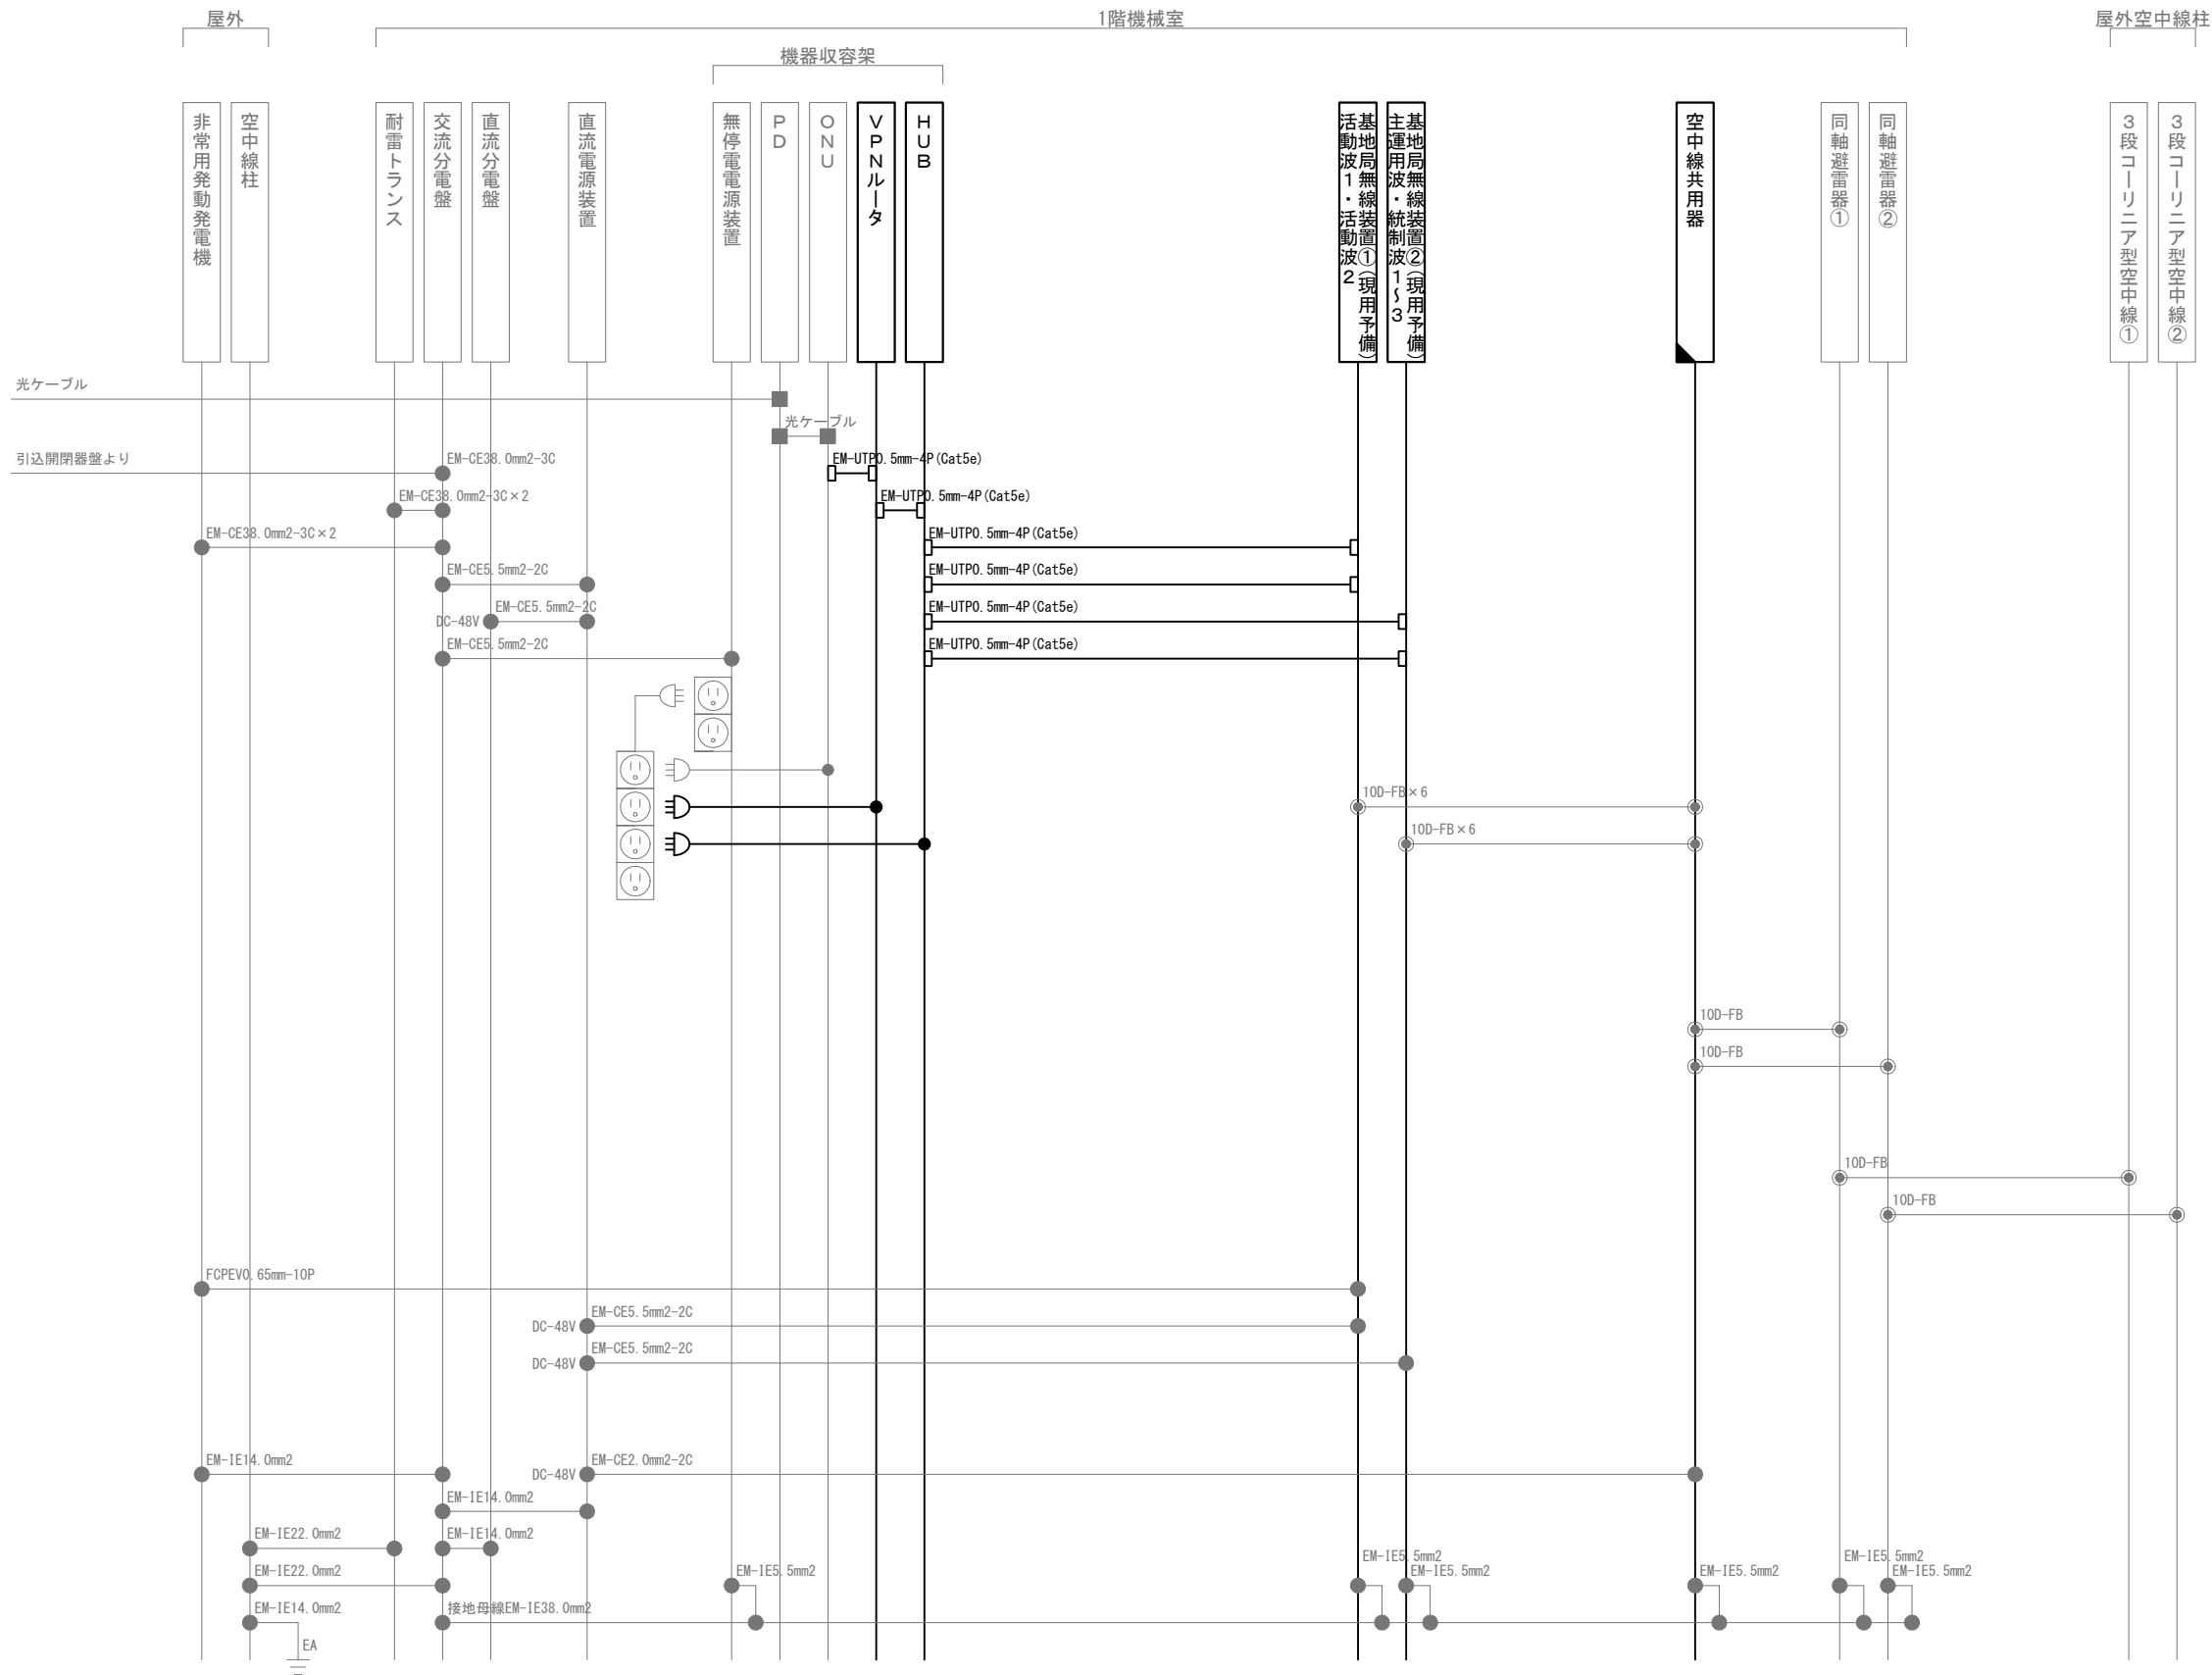 屋外
1階機械室
屋外空中線柱
機器収容架
非常用発動発電機
空中線柱
耐雷トランス
交流分電盤
直流分電盤
直流電源装置
無停電電源装置
PD
ONU
VPNルータ
HUB
基地局無線装置①(現用予備)
活動波1・活動波2
基地局無線装置②(現用予備)
主運用波・統制波1～3
空中線共用器
同軸避雷器①
同軸避雷器②
3段コーリニア型空中線①
3段コーリニア型空中線②
光ケーブル
光ケーブル
引込開閉器盤より
EM-CE38.0mm2-3C
EM-UTP0.5mm-4P(Cat5e)
EM-CE38.0mm2-3C×2
EM-UTP0.5mm-4P(Cat5e)
EM-CE38.0mm2-3C×2
EM-UTP0.5mm-4P(Cat5e)
EM-CE5.5mm2-2C
EM-UTP0.5mm-4P(Cat5e)
DC-48V
EM-CE5.5mm2-2C
EM-UTP0.5mm-4P(Cat5e)
EM-CE5.5mm2-2C
EM-UTP0.5mm-4P(Cat5e)
10D-FB×6
10D-FB×6
10D-FB
10D-FB
10D-FB
10D-FB
FCPEV0.65mm-10P
DC-48V
EM-CE5.5mm2-2C
DC-48V
EM-CE5.5mm2-2C
EM-IE14.0mm2
DC-48V
EM-CE2.0mm2-2C
EM-IE14.0mm2
EM-IE22.0mm2
EM-IE14.0mm2
EM-IE5.5mm2
EM-IE5.5mm2
EM-IE22.0mm2
EM-IE5.5mm2
EM-IE5.5mm2
EM-IE5.5mm2
EM-IE5.5mm2
EM-IE14.0mm2
接地母線EM-IE38.0mm2
EA